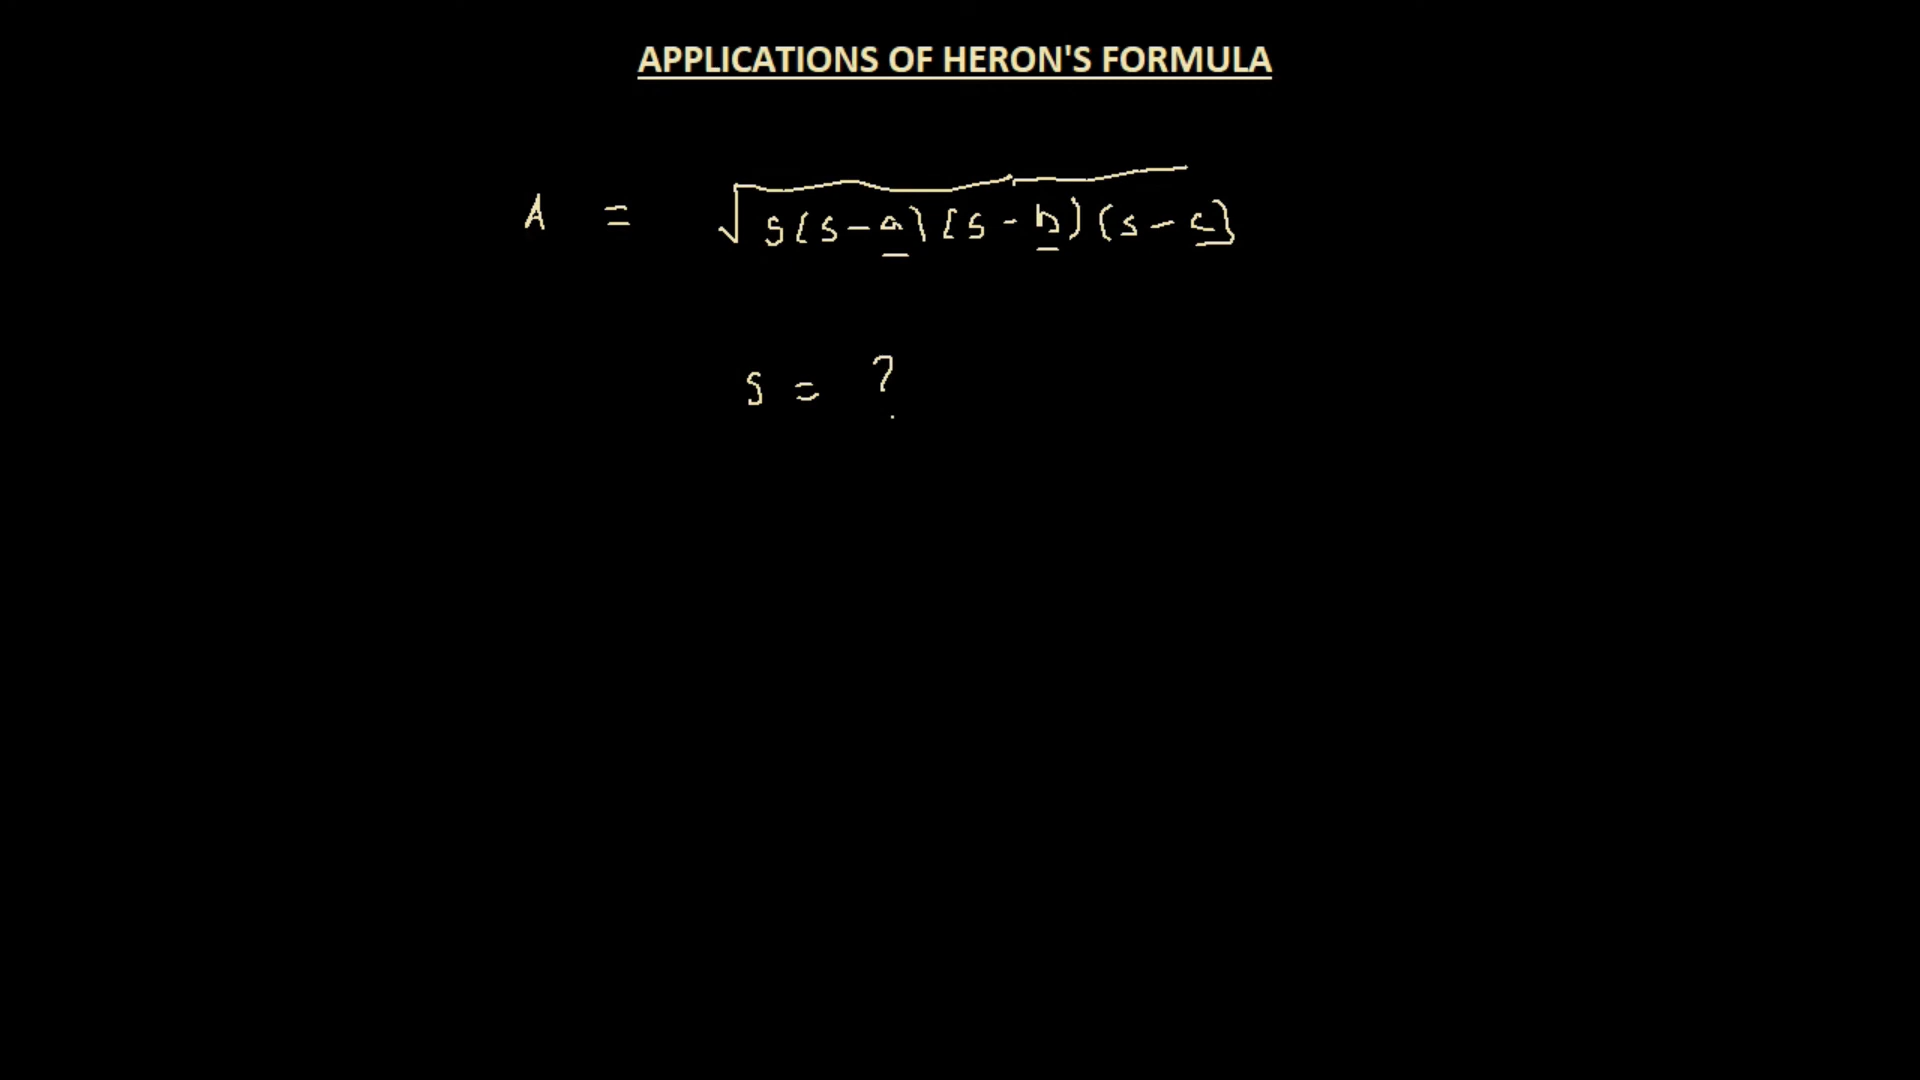 APPLICATIONS OF HERON'S FORMULA
A = √s(s-a)(s-b)(s-c)
s = ?